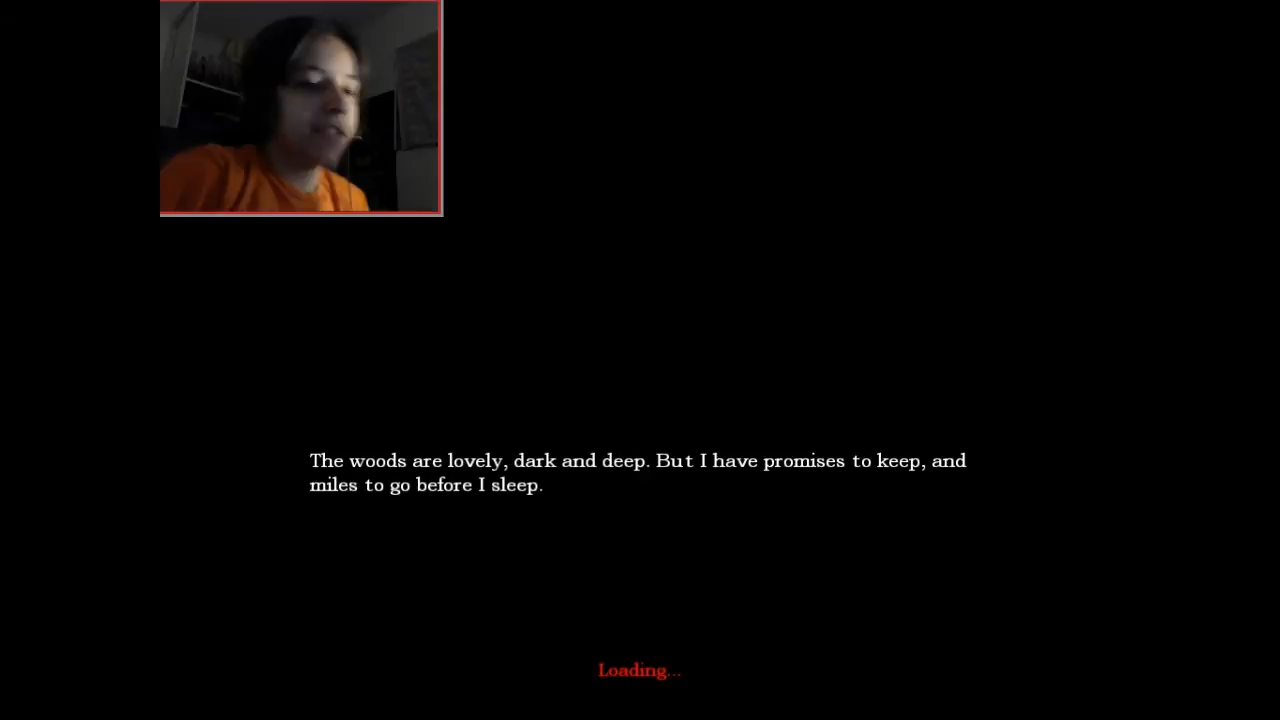 The woods are lovely, dark and deep. But I have promises to keep, and
miles to go before I sleep.
Loading...